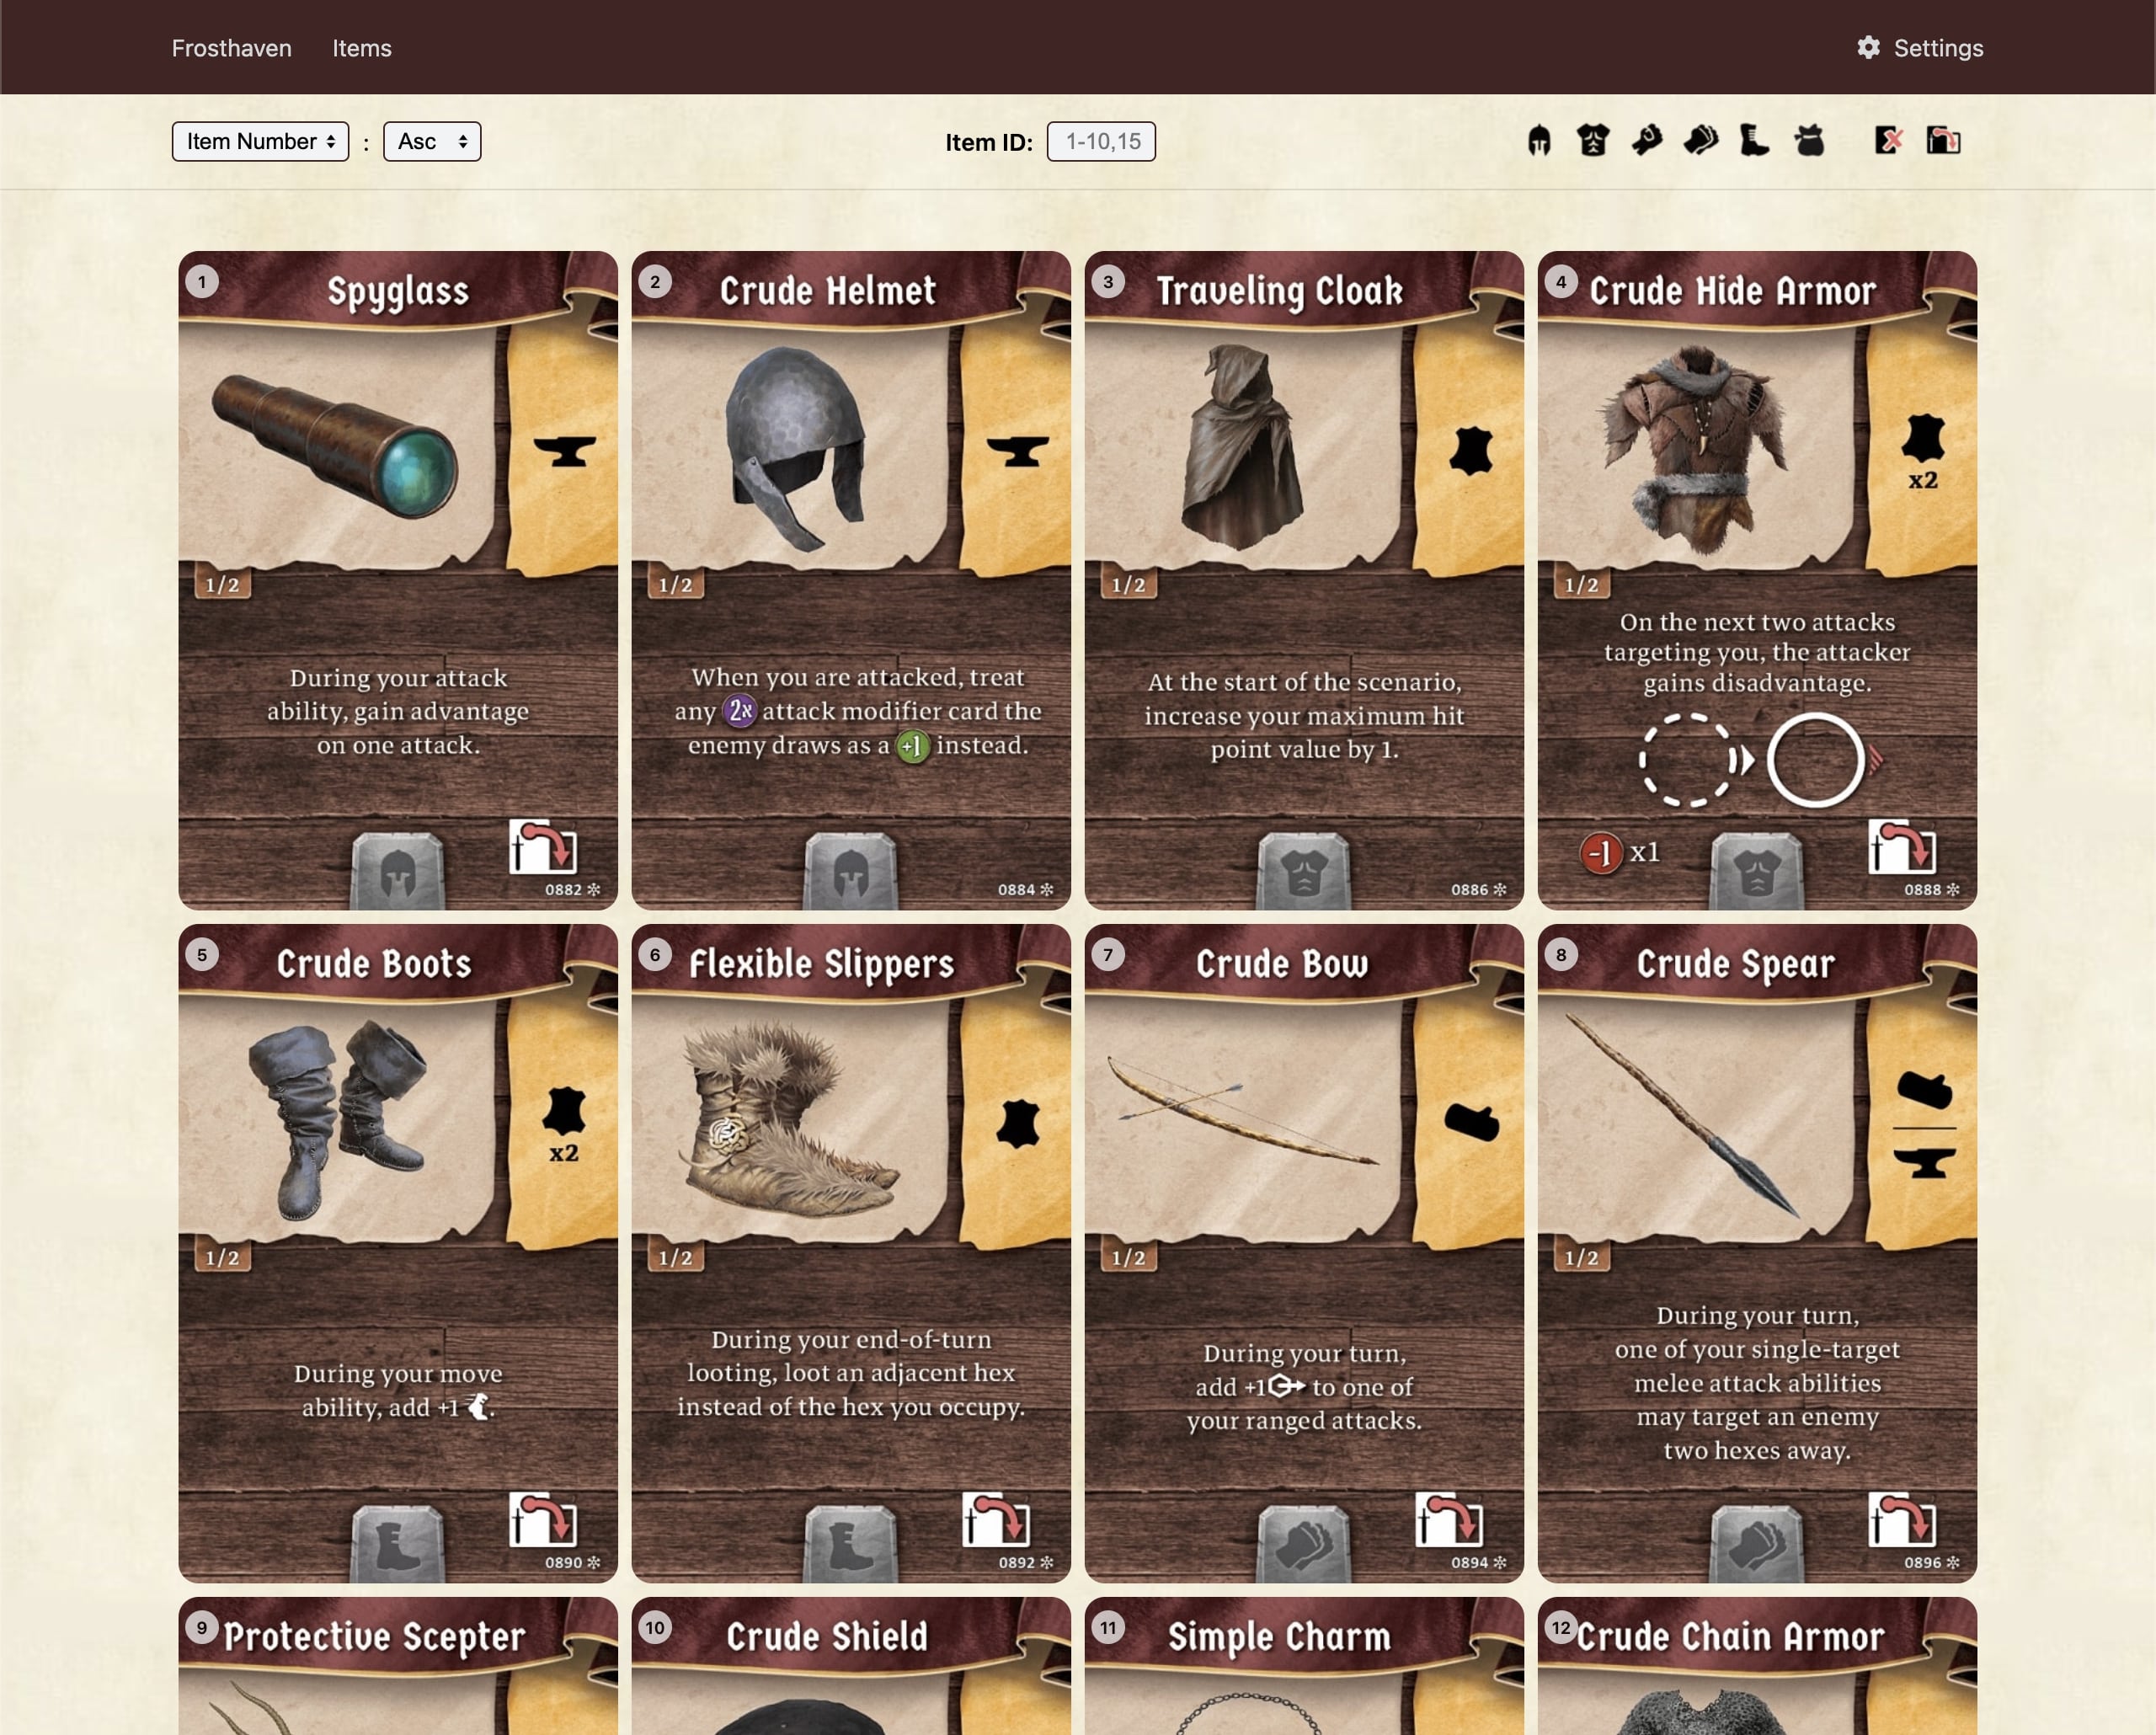 Frosthaven Items Settings
Item Number : Asc Item ID: 1-10,15
1 Spyglass
1/2
During your attack
ability, gain advantage
on one attack.
0882
2 Crude Helmet
1/2
When you are attacked, treat
any 2x attack modifier card the
enemy draws as a +1 instead.
0884
3 Traveling Cloak
1/2
At the start of the scenario,
increase your maximum hit
point value by 1.
0886
4 Crude Hide Armor
x2
1/2
On the next two attacks
targeting you, the attacker
gains disadvantage.
-1 x1
0888
5 Crude Boots
x2
1/2
During your move
ability, add +1 .
0890
6 Flexible Slippers
1/2
During your end-of-turn
looting, loot an adjacent hex
instead of the hex you occupy.
0892
7 Crude Bow
1/2
During your turn,
add +1 to one of
your ranged attacks.
0894
8 Crude Spear
1/2
During your turn,
one of your single-target
melee attack abilities
may target an enemy
two hexes away.
0896
9 Protective Scepter
10 Crude Shield
11 Simple Charm
12 Crude Chain Armor